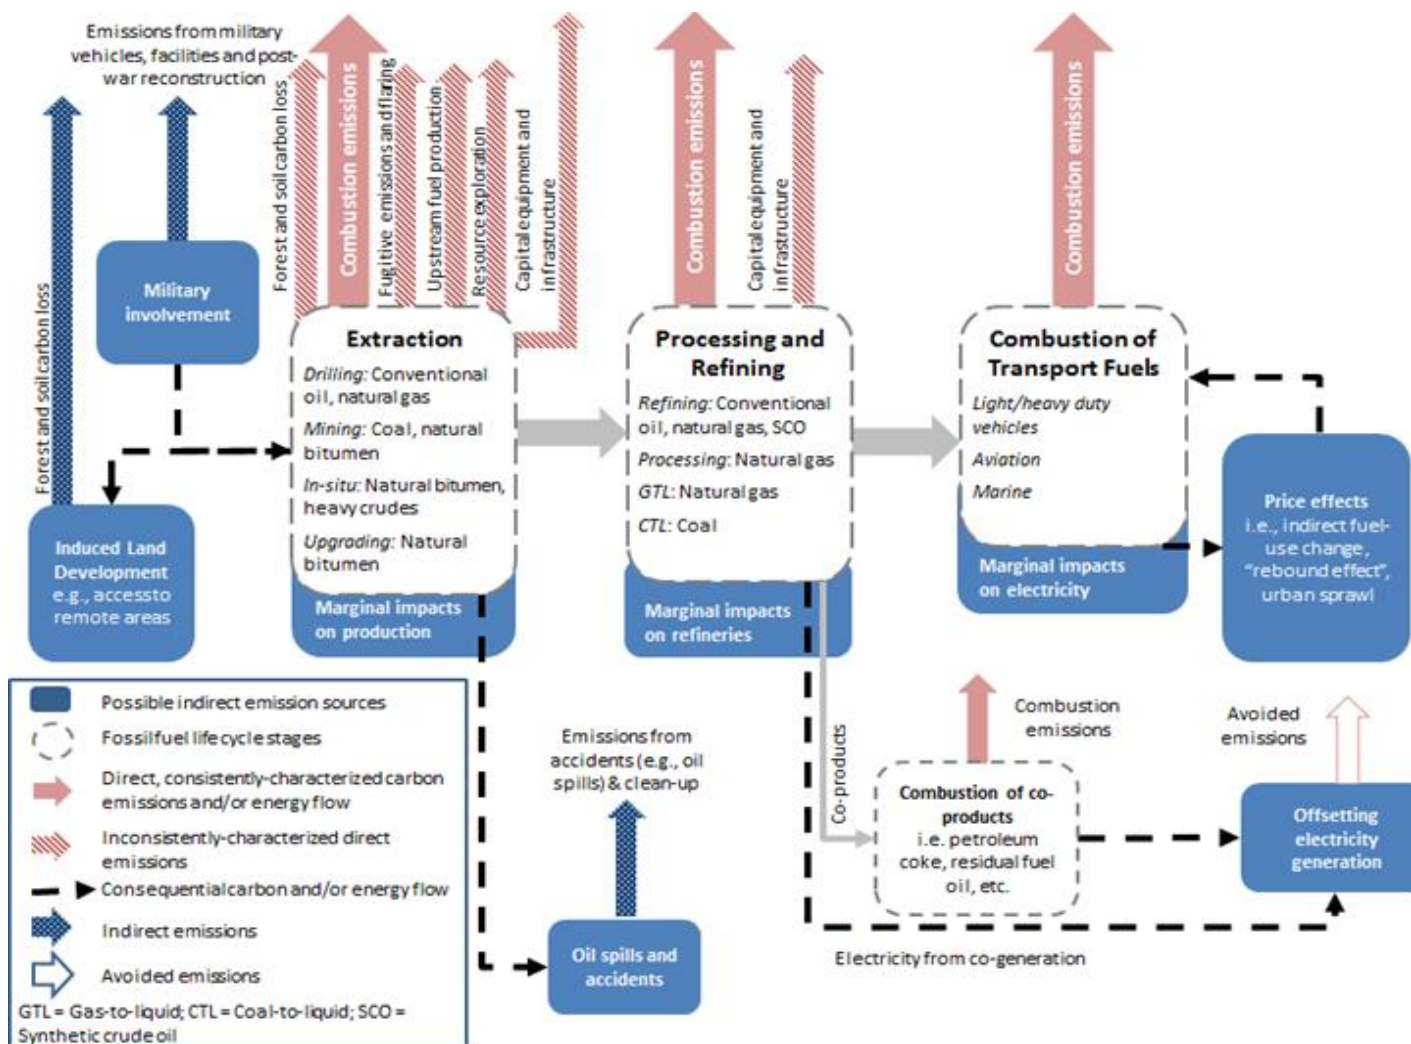 Emissions from military
vehicles, facilities and post-
war reconstruction
Forest and soil carbon loss
Military
involvement
Induced Land
Development
e.g., accessto
remote areas
Forest and soil carbon loss
Combustion emissions
Fugitive emissions and flaring
Upstream fuel production
Resource exploration
Capital equipment and
infrastructure
Extraction
Drilling: Conventional
oil, natural gas
Mining: Coal, natural
bitumen
In-situ: Natural bitumen,
heavy crudes
Upgrading: Natural
bitumen
Marginal impacts
on production
Combustion emissions
Capital equipment and
infrastructure
Processing and
Refining
Refining: Conventional
oil, natural gas, SCO
Processing: Natural gas
GTL: Natural gas
CTL: Coal
Marginal impacts
on refineries
Combustion emissions
Combustion of
Transport Fuels
Light/heavy duty
vehicles
Aviation
Marine
Marginal impacts
on electricity
Price effects
i.e., indirect fuel-
use change,
"rebound effect",
urban sprawl
Possible indirect emission sources
Fossil fuel life cycle stages
Direct, consistently-characterized carbon
emissions and/or energy flow
Inconsistently-characterized direct
emissions
Consequential carbon and/or energy flow
Indirect emissions
Avoided emissions
GTL = Gas-to-liquid; CTL = Coal-to-liquid; SCO =
Synthetic crude oil
Emissions from
accidents (e.g., oil
spills) & clean-up
Oil spills and
accidents
Co-products
Combustion
emissions
Combustion of co-
products
i.e. petroleum
coke, residual fuel
oil, etc.
Avoided
emissions
Offsetting
electricity
generation
Electricity from co-generation